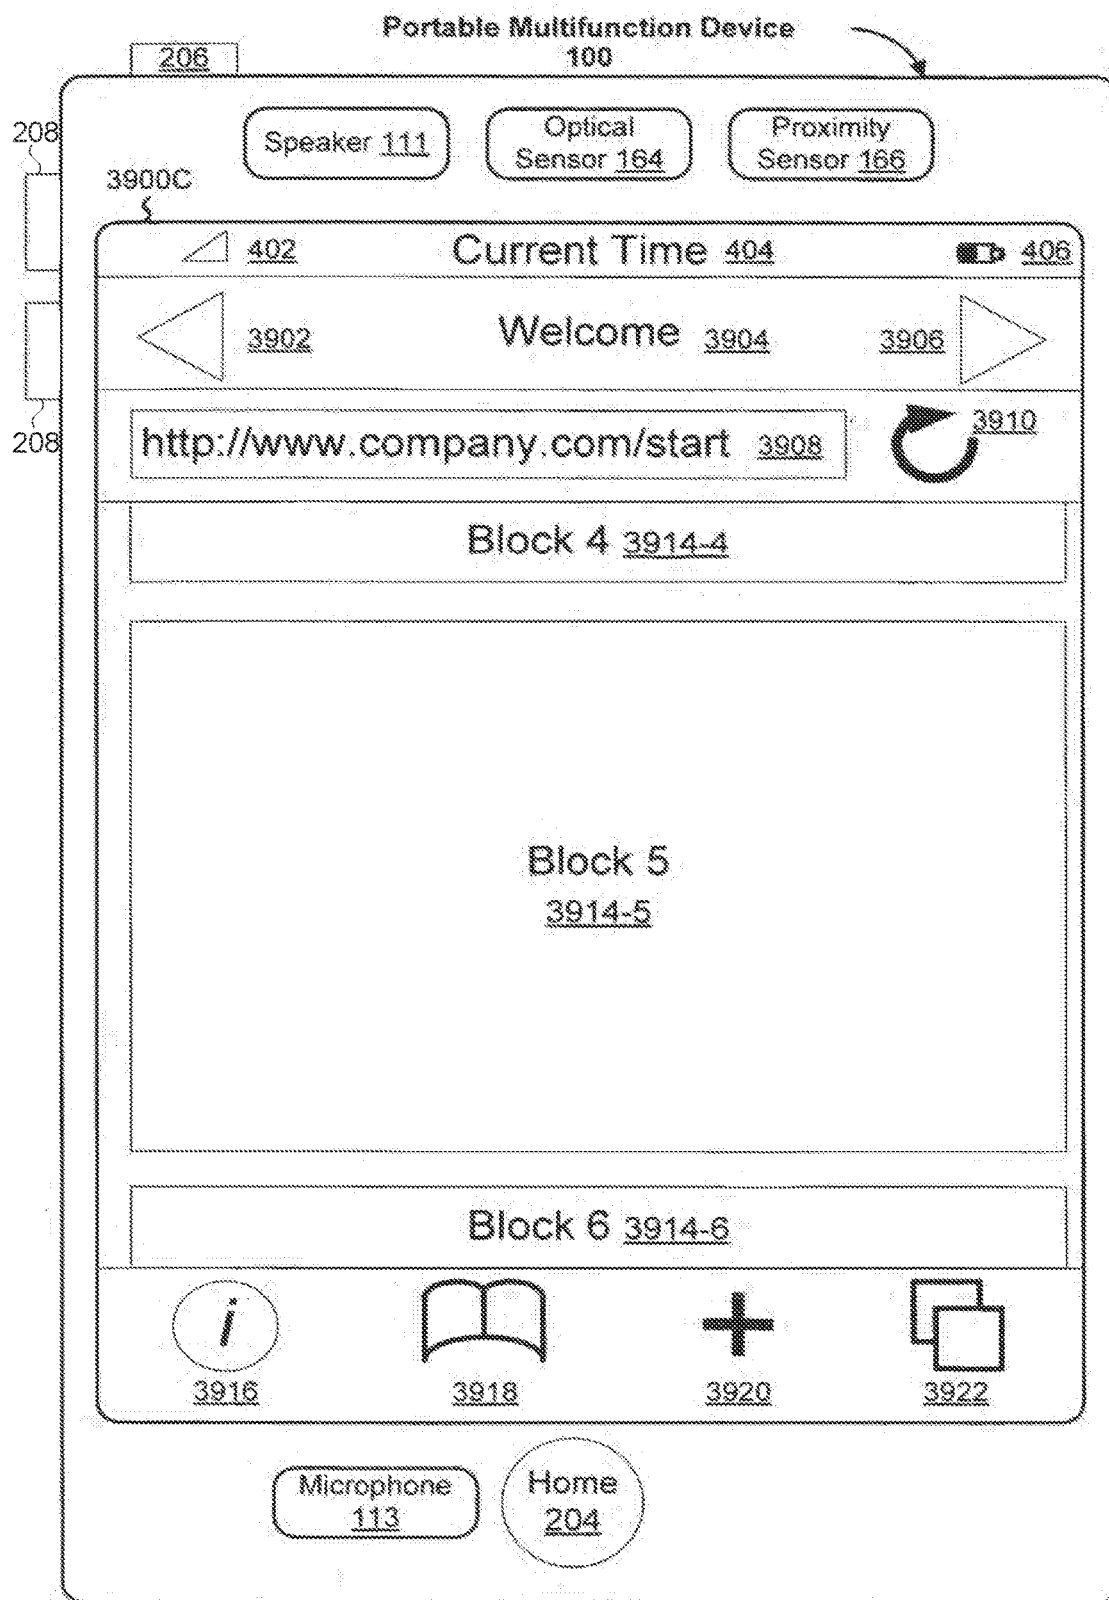 Portable Multifunction Device
100
206
208
Speaker 111
Optical
Sensor 164
Proximity
Sensor 166
3900C
402
Current Time 404
406
3902
Welcome 3904
3906
208
http://www.company.com/start 3908
3910
Block 4 3914-4
Block 5
3914-5
Block 6 3914-6
i
3916
3918
3920
3922
Microphone
113
Home
204